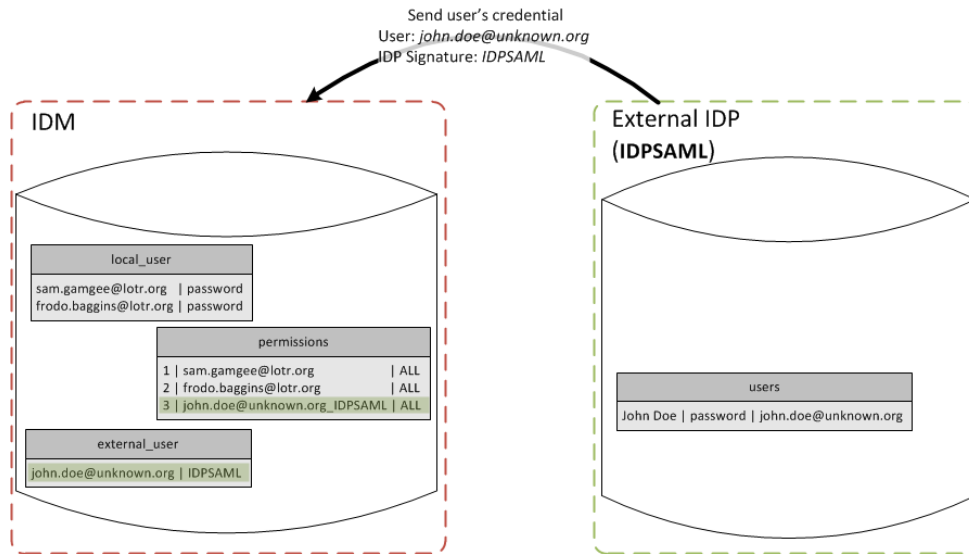 Send user's credential
User: john.doe@unknown.org
IDP Signature: IDPSAML
IDM
External IDP
(IDPSAML)
local_user
sam.gamgee@lotr.org | password
frodo.baggins@lotr.org | password
permissions
1 | sam.gamgee@lotr.org | ALL
2 | frodo.baggins@lotr.org | ALL
3 | john.doe@unknown.org_IDPSAML | ALL
external_user
john.doe@unknown.org | IDPSAML
users
John Doe | password | john.doe@unknown.org